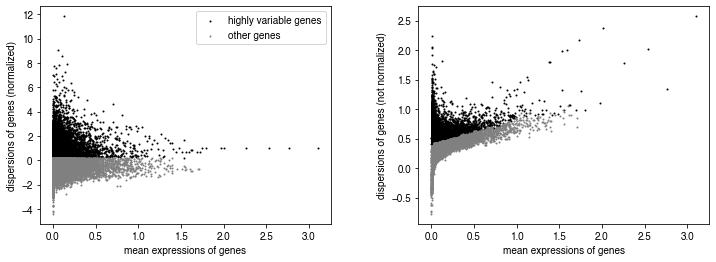 highly variable genes
other genes
dispersions of genes (normalized)
12
10
8
6
4
2
0
−2
−4
0.0 0.5 1.0 1.5 2.0 2.5 3.0
mean expressions of genes
dispersions of genes (not normalized)
2.5
2.0
1.5
1.0
0.5
0.0
−0.5
0.0 0.5 1.0 1.5 2.0 2.5 3.0
mean expressions of genes